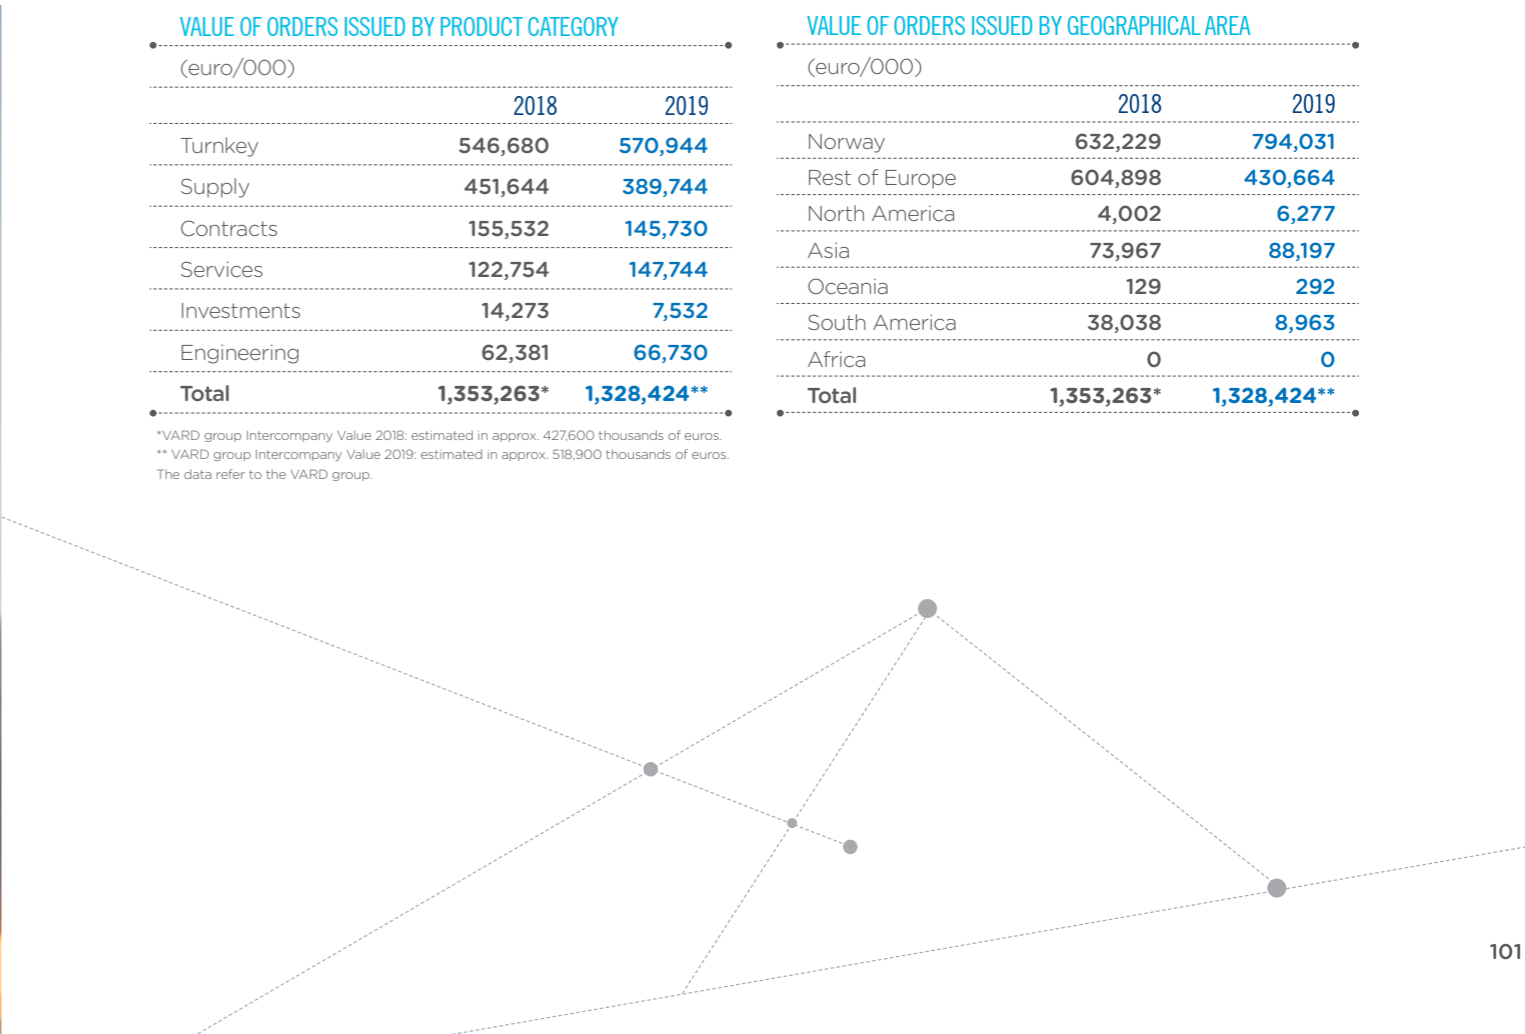 VALUE OF ORDERS ISSUED BY PRODUCT CATEGORY
(euro/000)
2018 2019
Turnkey 546,680 570,944
Supply 451,644 389,744
Contracts 155,532 145,730
Services 122,754 147,744
Investments 14,273 7,532
Engineering 62,381 66,730
Total 1,353,263* 1,328,424**
*VARD group Intercompany Value 2018: estimated in approx. 427,600 thousands of euros.
** VARD group Intercompany Value 2019: estimated in approx. 518,900 thousands of euros.
The data refer to the VARD group.
VALUE OF ORDERS ISSUED BY GEOGRAPHICAL AREA
(euro/000)
2018 2019
Norway 632,229 794,031
Rest of Europe 604,898 430,664
North America 4,002 6,277
Asia 73,967 88,197
Oceania 129 292
South America 38,038 8,963
Africa 0 0
Total 1,353,263* 1,328,424**
101